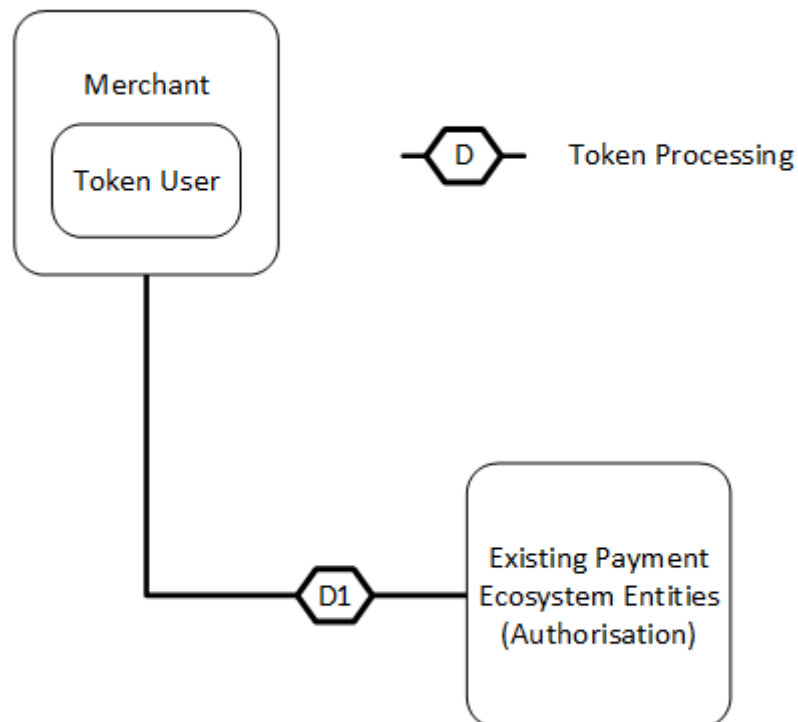 Merchant
Token User
D
Token Processing
D1
Existing Payment
Ecosystem Entities
(Authorisation)